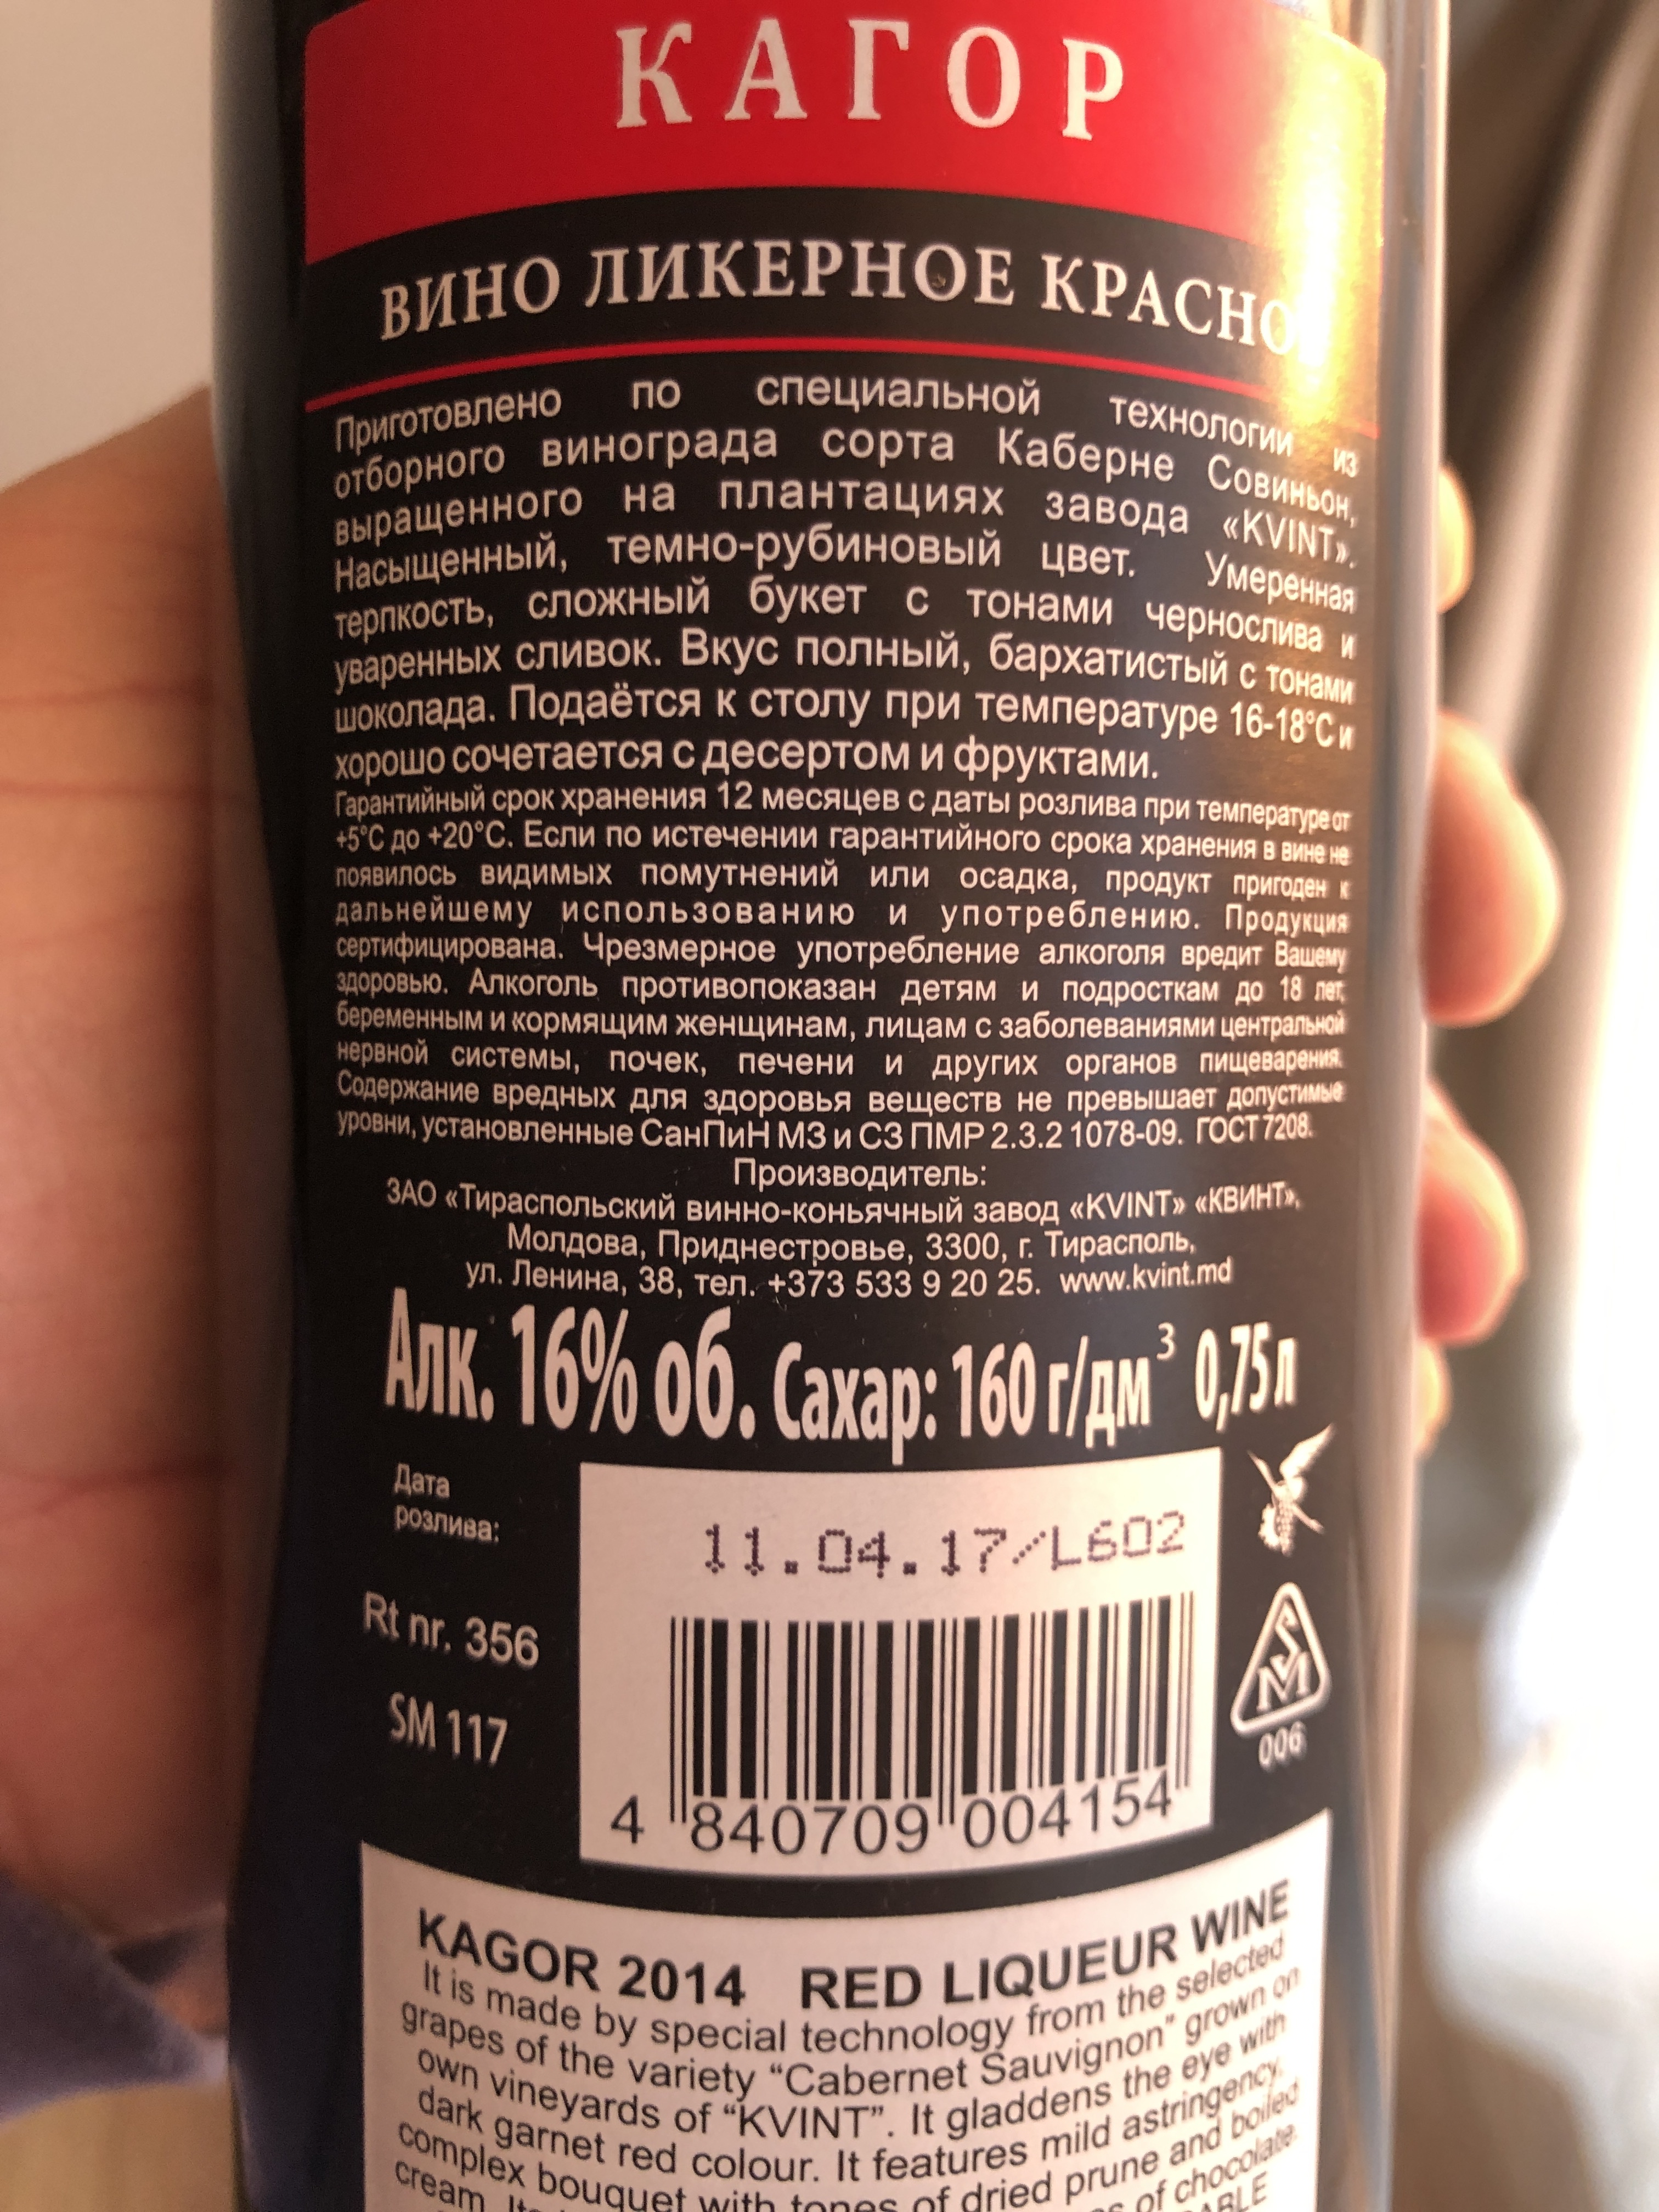 КАГОР
ВИНО ЛИКЕРНОЕ КРАСНО
Приготовлено по специальной технологии из
отборного винограда сорта Каберне Совиньон,
выращенного на плантациях завода «KVINT».
Насыщенный, темно-рубиновый цвет. Умеренная
терпкость, сложный букет с тонами чернослива и
уваренных сливок. Вкус полный, бархатистый с тонами
шоколада. Подаётся к столу при температуре 16-18°С и
хорошо сочетается с десертом и фруктами.
Гарантийный срок хранения 12 месяцев с даты розлива при температуре от
+5°С до +20°С. Если по истечении гарантийного срока хранения в вине не
появилось видимых помутнений или осадка, продукт пригоден к
дальнейшему использованию и употреблению. Продукция
сертифицирована. Чрезмерное употребление алкоголя вредит Вашему
здоровью. Алкоголь противопоказан детям и подросткам до 18 лет,
беременным и кормящим женщинам, лицам с заболеваниями центральной
нервной системы, почек, печени и других органов пищеварения.
Содержание вредных для здоровья веществ не превышает допустимые
уровни, установленные СанПиН МЗ и СЗ ПМР 2.3.2 1078-09. ГОСТ 7208.
Производитель:
ЗАО «Тираспольский винно-коньячный завод «KVINT» «КВИНТ»,
Молдова, Приднестровье, 3300, г. Тирасполь,
ул. Ленина, 38, тел. +373 533 9 20 25. www.kvint.md
Алк. 16% об. Сахар: 160 г/дм³ 0,75 л
Дата
розлива:
11.04.17/L602
Rt nr. 356
SM 117
SM
006
4 840709 004154
KAGOR 2014 RED LIQUEUR WINE
It is made by special technology from the selected
grapes of the variety “Cabernet Sauvignon” grown on
own vineyards of “KVINT”. It gladdens the eye with
dark garnet red colour. It features mild astringency,
complex bouquet with tones of dried prune and boiled
cream. of chocolate.